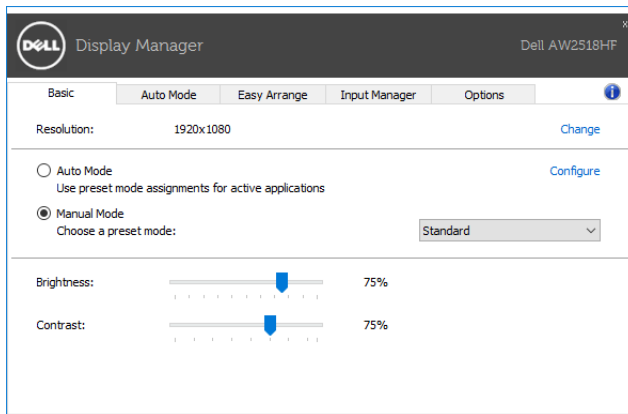 DELL Display Manager Dell AW2518HF x
Basic Auto Mode Easy Arrange Input Manager Options i
Resolution: 1920x1080 Change
Auto Mode Configure
Use preset mode assignments for active applications
Manual Mode
Choose a preset mode: Standard
Brightness: 75%
Contrast: 75%